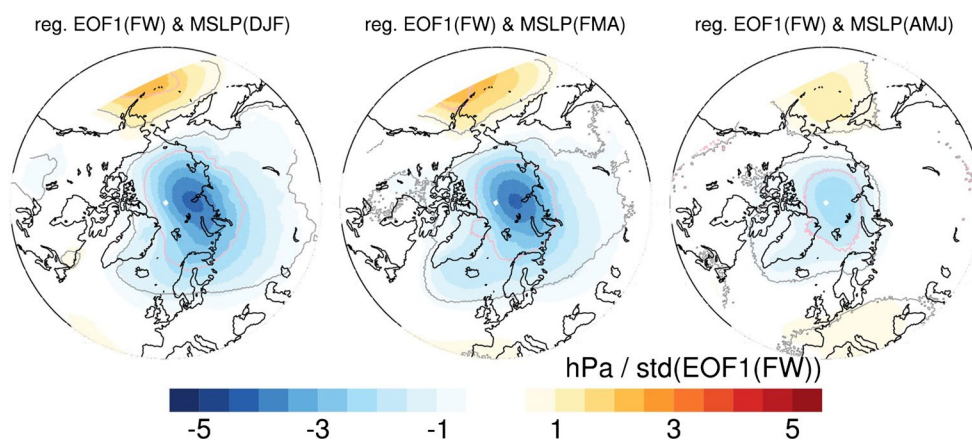 reg. EOF1(FW) & MSLP(DJF)
reg. EOF1(FW) & MSLP(FMA)
reg. EOF1(FW) & MSLP(AMJ)
hPa / std(EOF1(FW))
-5 -3 -1 1 3 5